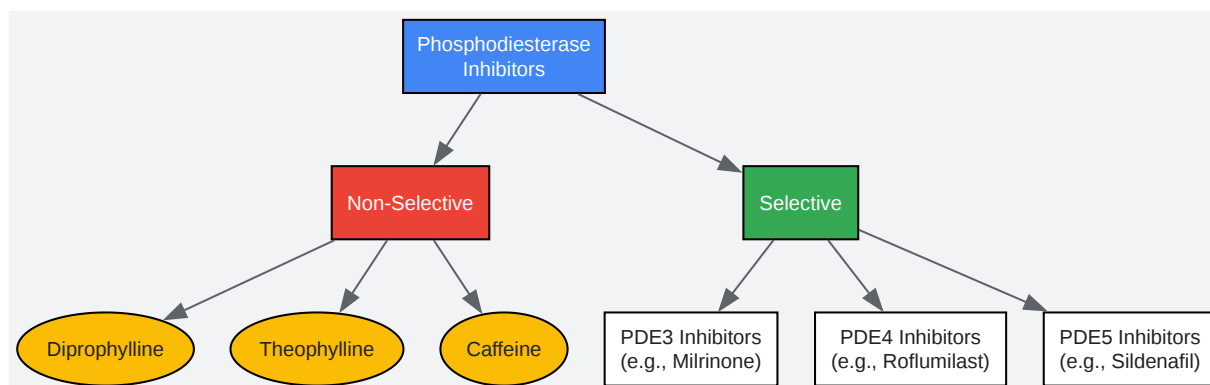 Phosphodiesterase
Inhibitors
Non-Selective
Selective
Diprophylline
Theophylline
Caffeine
PDE3 Inhibitors
(e.g., Milrinone)
PDE4 Inhibitors
(e.g., Roflumilast)
PDE5 Inhibitors
(e.g., Sildenafil)